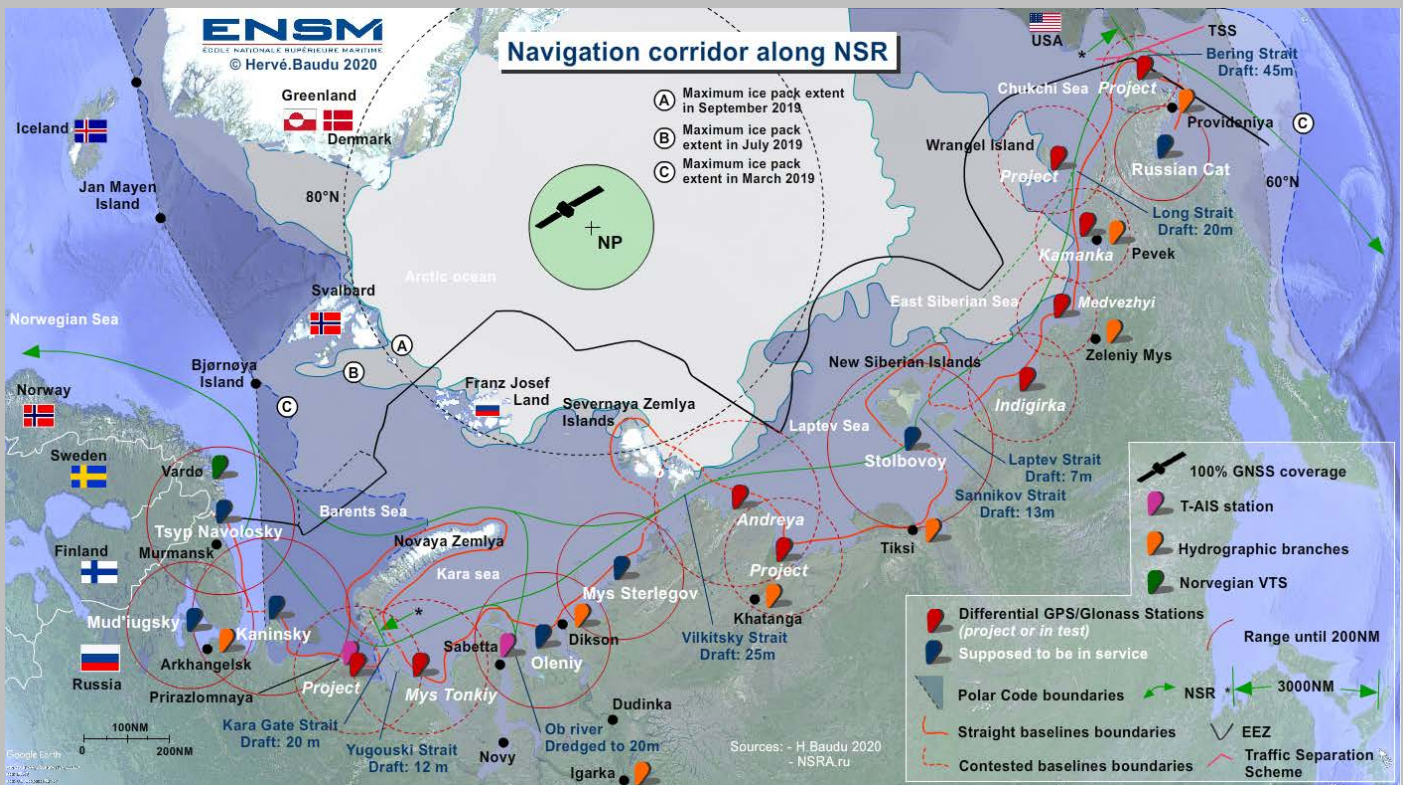 ENSM
ÉCOLE NATIONALE SUPÉRIEURE MARITIME
© Hervé.Baudu 2020
Navigation corridor along NSR
USA
*
TSS
Bering Strait
Draft: 45m
Greenland
Denmark
Iceland
A Maximum ice pack extent
in September 2019
B Maximum ice pack
extent in July 2019
C Maximum ice pack
extent in March 2019
Chukchi Sea
Project
Provideniya
C
Wrangel Island
Project
Russian Cat
60°N
Jan Mayen
Island
80°N
NP
Long Strait
Draft: 20m
Kamanka
Pevek
Arctic ocean
Svalbard
East Siberian Sea
Medvezhyi
Norwegian Sea
A
B
Zeleniy Mys
Bjørnøya
Island
New Siberian Islands
Norway
C
Franz Josef
Land
Severnaya Zemlya
Islands
Indigirka
Laptev Sea
Sweden
Vardø
Stolbovoy
Laptev Strait
Draft: 7m
Sannikov Strait
Draft: 13m
Barents Sea
Tsyp Navolosky
Murmansk
Andreya
Tiksi
Finland
Novaya Zemlya
Kara sea
Project
Mys Sterlegov
Khatanga
*
Mud'iugsky
Kaninsky
Dikson
Vilkitsky Strait
Draft: 25m
Arkhangelsk
Sabetta
Oleniy
Russia
Prirazlomnaya
Project
Mys Tonkiy
Dudinka
Kara Gate Strait
Draft: 20 m
Yugouski Strait
Draft: 12 m
Ob river
Dredged to 20m
Novy
Igarka
100NM
0
200NM
Google Earth
Sources: - H.Baudu 2020
- NSRA.ru
100% GNSS coverage
T-AIS station
Hydrographic branches
Norwegian VTS
Differential GPS/Glonass Stations
(project or in test)
Supposed to be in service
Range until 200NM
Polar Code boundaries
NSR *
3000NM
Straight baselines boundaries
EEZ
Contested baselines boundaries
Traffic Separation
Scheme